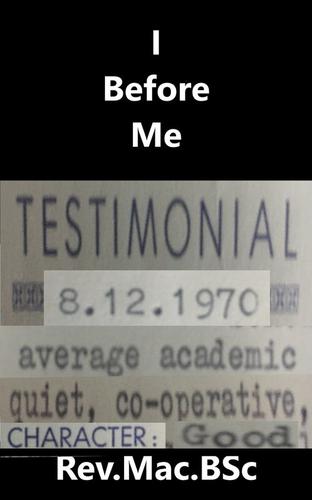 I
Before
Me
TESTIMONIAL
8.12.1970
average academic
quiet, co-operative,
CHARACTER: Good
Rev.Mac.BSc